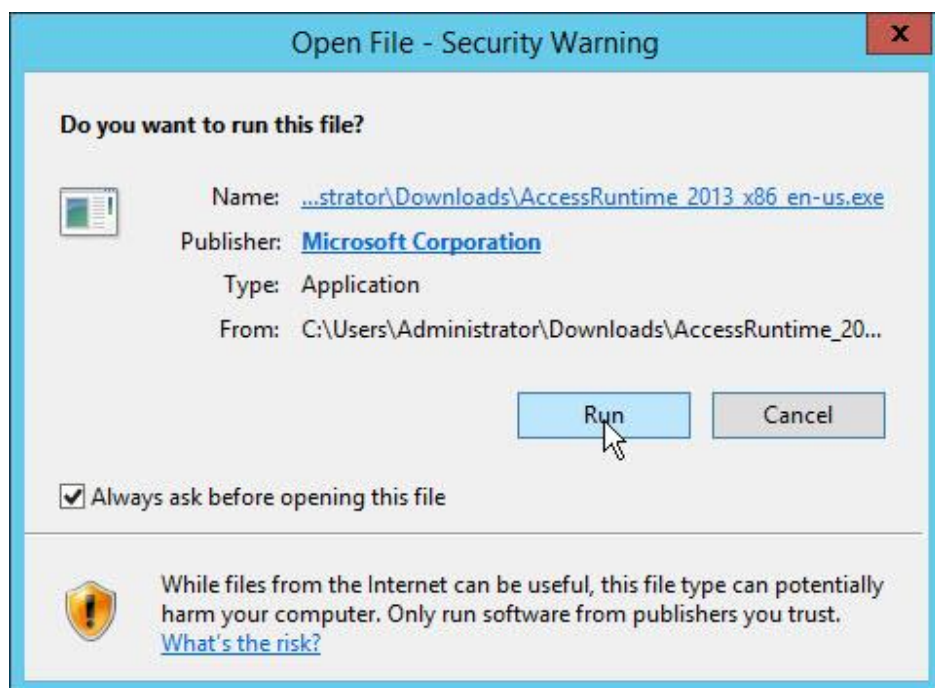 Open File - Security Warning
x
Do you want to run this file?
Name: ...strator\Downloads\AccessRuntime_2013_x86_en-us.exe
Publisher: Microsoft Corporation
Type: Application
From: C:\Users\Administrator\Downloads\AccessRuntime_20...
Run Cancel
Always ask before opening this file
While files from the Internet can be useful, this file type can potentially
harm your computer. Only run software from publishers you trust.
What's the risk?